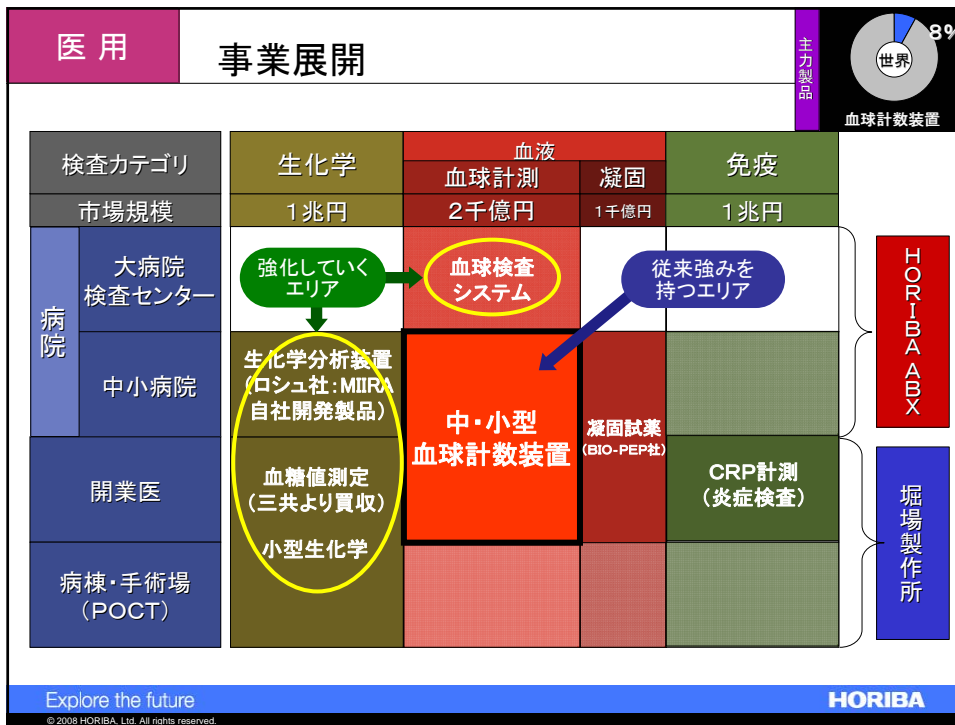 医用
事業展開
主力製品
8%
世界
血球計数装置
検査カテゴリ
生化学
血液
血球計測
凝固
免疫
市場規模
1兆円
2千億円
1千億円
1兆円
病院
大病院
検査センター
中小病院
開業医
病棟・手術場
(POCT)
強化していく
エリア
血球検査
システム
従来強みを
持つエリア
生化学分析装置
(ロシュ社:MIIRA
自社開発製品)
血糖値測定
(三共より買収)
小型生化学
中・小型
血球計数装置
凝固試薬
(BIO-PEP社)
CRP計測
(炎症検査)
HORIBA ABX
堀場製作所
Explore the future
HORIBA
© 2008 HORIBA, Ltd. All rights reserved.